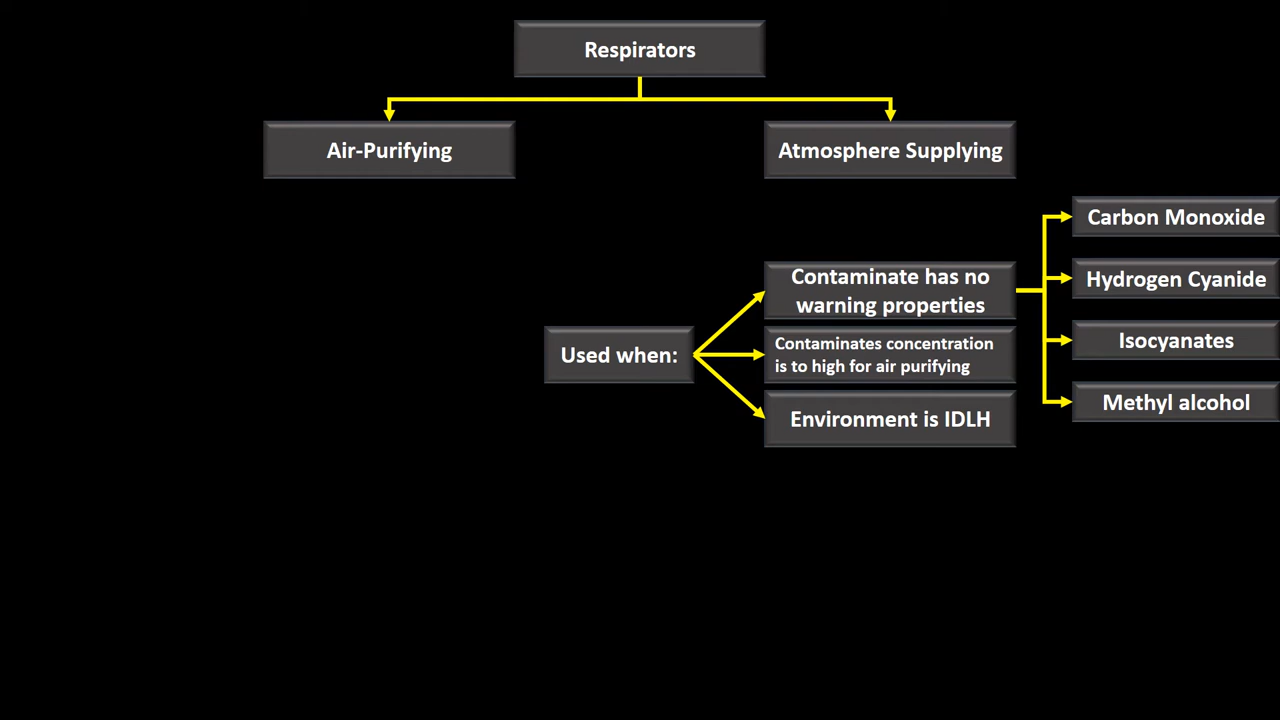 Respirators
Air-Purifying
Atmosphere Supplying
Used when:
Contaminate has no
warning properties
Contaminates concentration
is to high for air purifying
Environment is IDLH
Carbon Monoxide
Hydrogen Cyanide
Isocyanates
Methyl alcohol